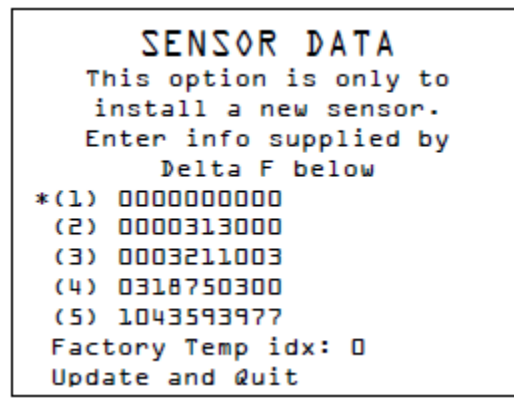 SENSOR DATA
This option is only to
install a new sensor.
Enter info supplied by
Delta F below
*(1) 0000000000
(2) 0000313000
(3) 0003211003
(4) 0318750300
(5) 1043593977
Factory Temp idx: 0
Update and Quit